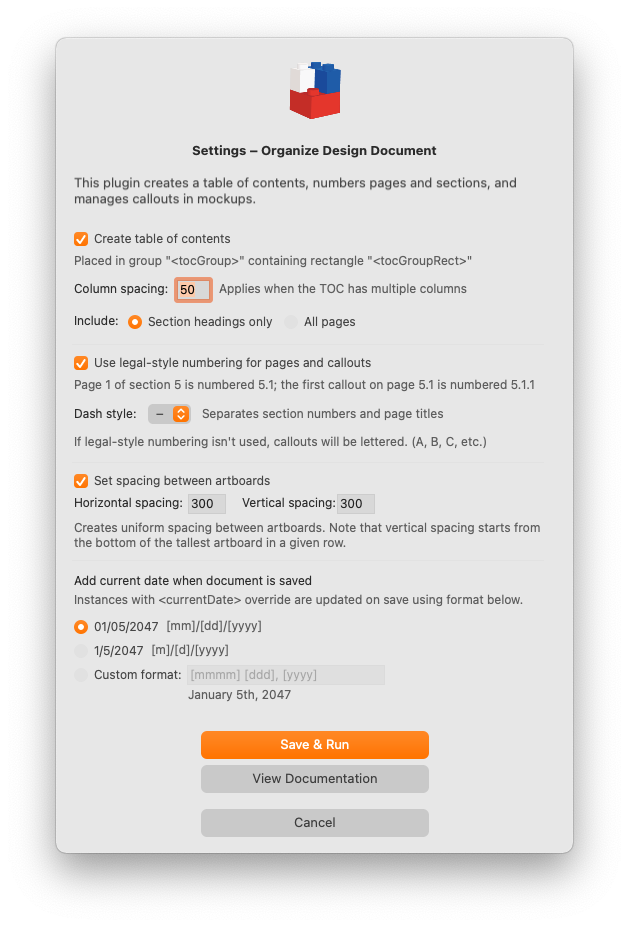 Settings – Organize Design Document
This plugin creates a table of contents, numbers pages and sections, and
manages callouts in mockups.
Create table of contents
Placed in group "<tocGroup>" containing rectangle "<tocGroupRect>"
Column spacing: 50 Applies when the TOC has multiple columns
Include: Section headings only All pages
Use legal-style numbering for pages and callouts
Page 1 of section 5 is numbered 5.1; the first callout on page 5.1 is numbered 5.1.1
Dash style: – Separates section numbers and page titles
If legal-style numbering isn't used, callouts will be lettered. (A, B, C, etc.)
Set spacing between artboards
Horizontal spacing: 300 Vertical spacing: 300
Creates uniform spacing between artboards. Note that vertical spacing starts from
the bottom of the tallest artboard in a given row.
Add current date when document is saved
Instances with <currentDate> override are updated on save using format below.
01/05/2047 [mm]/[dd]/[yyyy]
1/5/2047 [m]/[d]/[yyyy]
Custom format: [mmmm] [ddd], [yyyy]
January 5th, 2047
Save & Run
View Documentation
Cancel